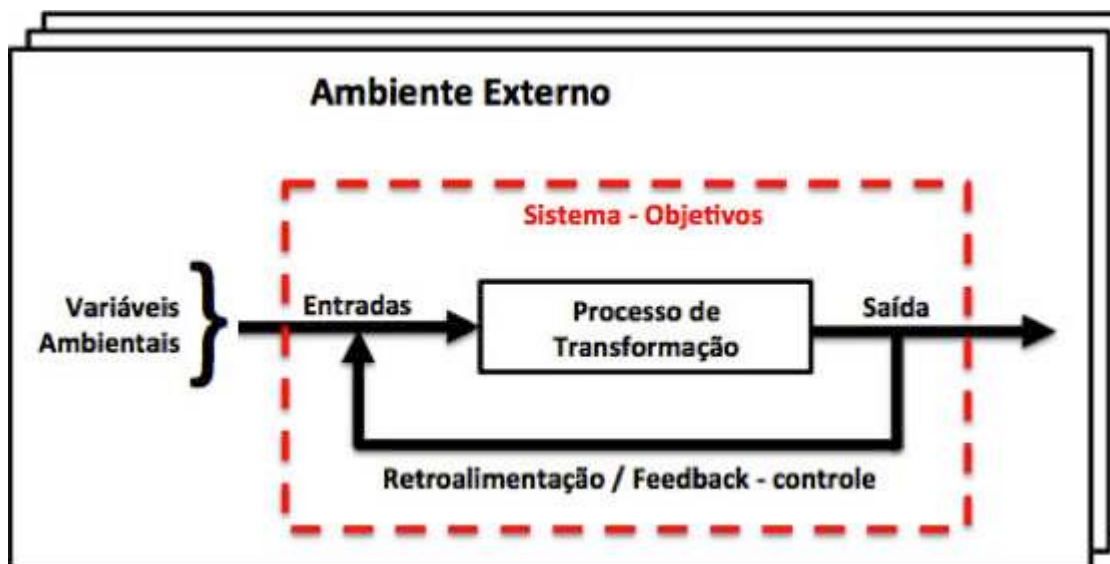 Ambiente Externo
Sistema - Objetivos
Variáveis
Ambientais
Entradas
Processo de
Transformação
Saída
Retroalimentação / Feedback - controle